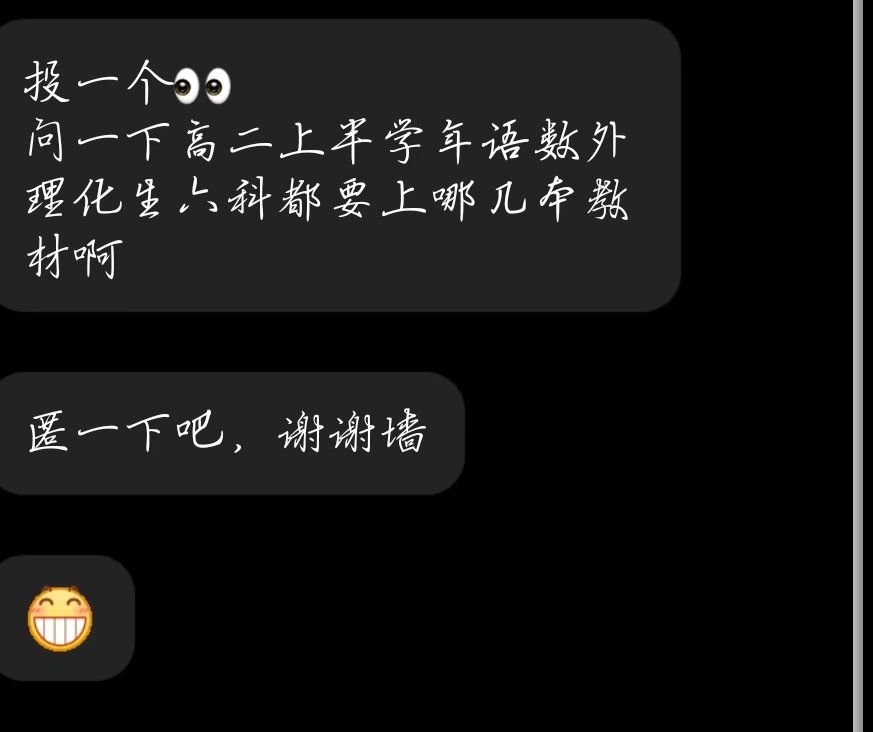 投一个👀
问一下高二上半学年语数外
理化生六科都要上哪几本教
材啊
匿一下吧，谢谢墙